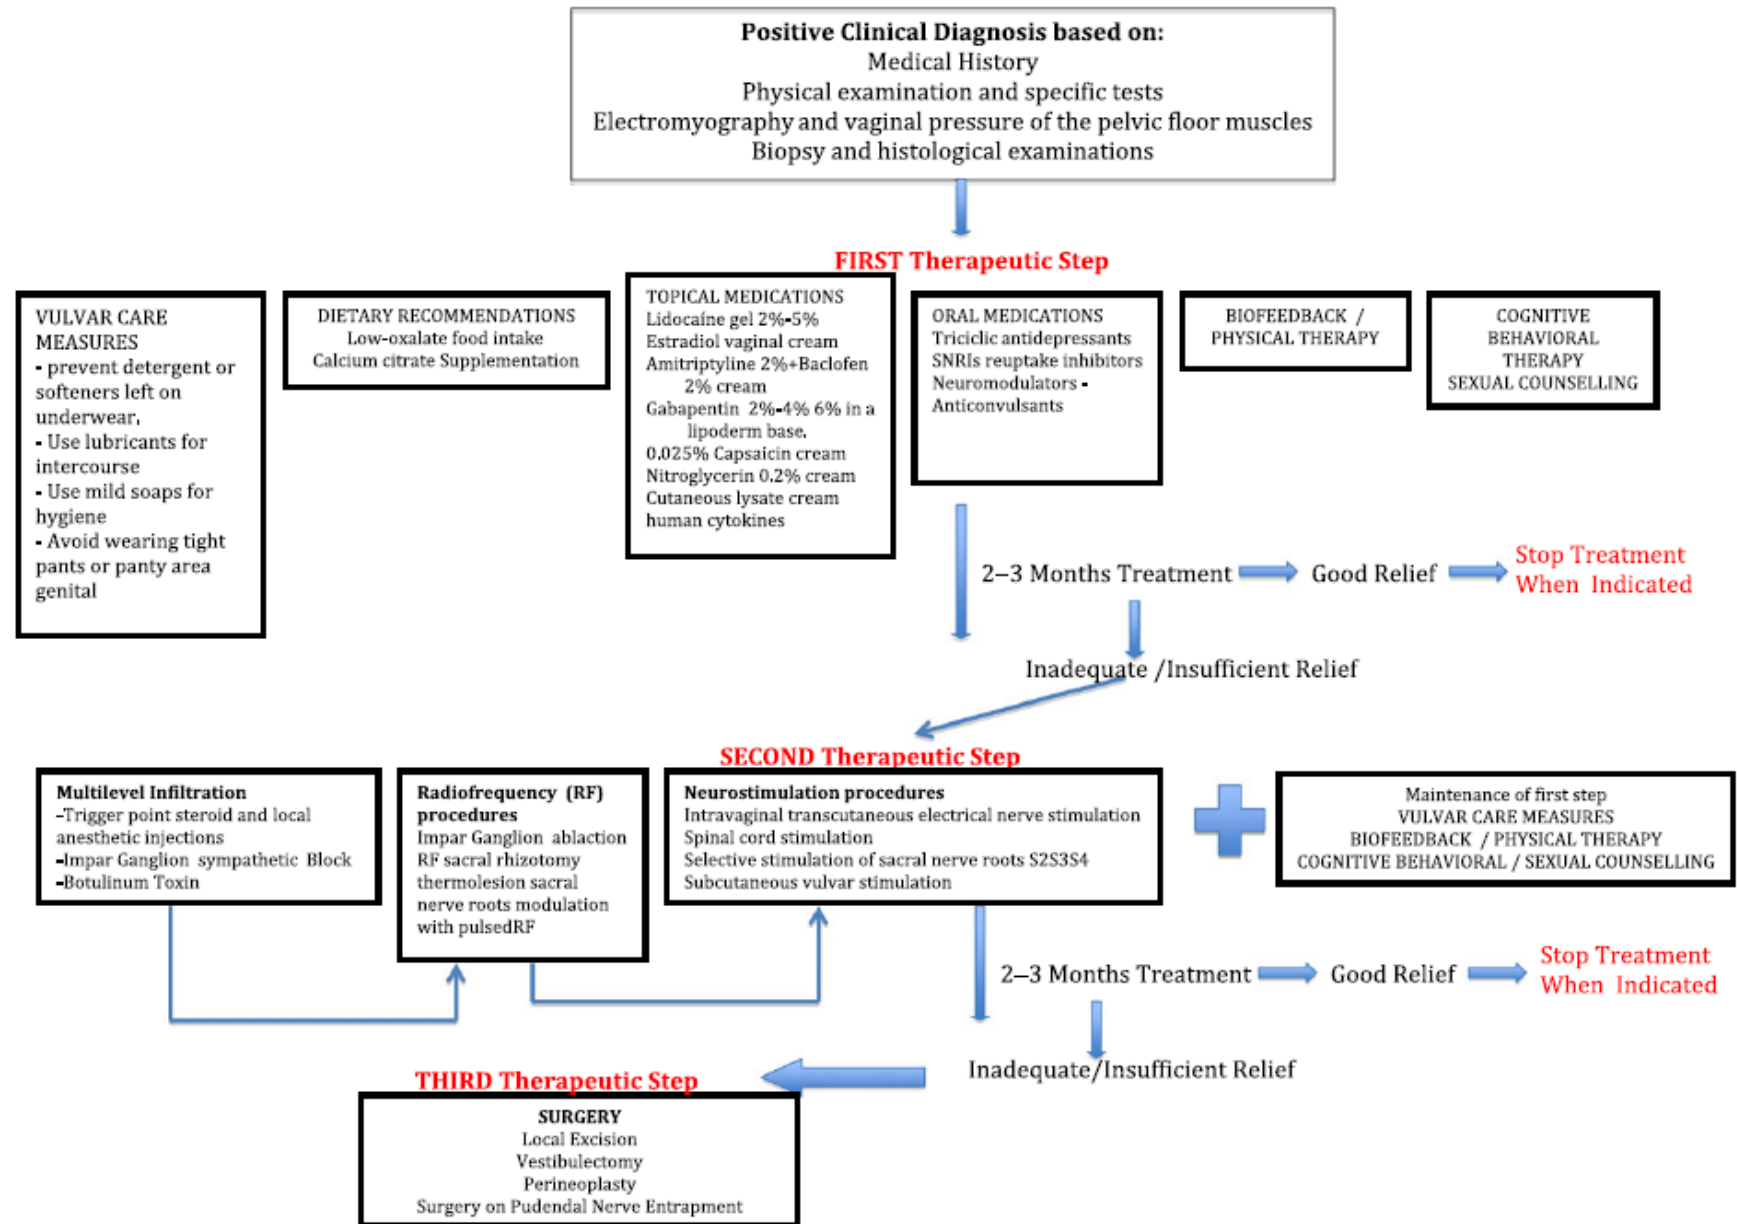 Positive Clinical Diagnosis based on:
Medical History
Physical examination and specific tests
Electromyography and vaginal pressure of the pelvic floor muscles
Biopsy and histological examinations
FIRST Therapeutic Step
VULVAR CARE
MEASURES
- prevent detergent or
softeners left on
underwear.
- Use lubricants for
intercourse
- Use mild soaps for
hygiene
- Avoid wearing tight
pants or panty area
genital
DIETARY RECOMMENDATIONS
Low-oxalate food intake
Calcium citrate Supplementation
TOPICAL MEDICATIONS
Lidocaíne gel 2%-5%
Estradiol vaginal cream
Amitriptyline 2%+Baclofen
2% cream
Gabapentin 2%-4% 6% in a
lipoderm base.
0.025% Capsaicin cream
Nitroglycerin 0.2% cream
Cutaneous lysate cream
human cytokines
ORAL MEDICATIONS
Triciclic antidepressants
SNRIs reuptake inhibitors
Neuromodulators -
Anticonvulsants
BIOFEEDBACK /
PHYSICAL THERAPY
COGNITIVE
BEHAVIORAL
THERAPY
SEXUAL COUNSELLING
2–3 Months Treatment
Good Relief
Stop Treatment
When Indicated
Inadequate /Insufficient Relief
SECOND Therapeutic Step
Multilevel Infiltration
-Trigger point steroid and local
anesthetic injections
-Impar Ganglion sympathetic Block
-Botulinum Toxin
Radiofrequency (RF)
procedures
Impar Ganglion ablaction
RF sacral rhizotomy
thermolesion sacral
nerve roots modulation
with pulsedRF
Neurostimulation procedures
Intravaginal transcutaneous electrical nerve stimulation
Spinal cord stimulation
Selective stimulation of sacral nerve roots S2S3S4
Subcutaneous vulvar stimulation
Maintenance of first step
VULVAR CARE MEASURES
BIOFEEDBACK / PHYSICAL THERAPY
COGNITIVE BEHAVIORAL / SEXUAL COUNSELLING
2–3 Months Treatment
Good Relief
Stop Treatment
When Indicated
Inadequate/Insufficient Relief
THIRD Therapeutic Step
SURGERY
Local Excision
Vestibulectomy
Perineoplasty
Surgery on Pudendal Nerve Entrapment